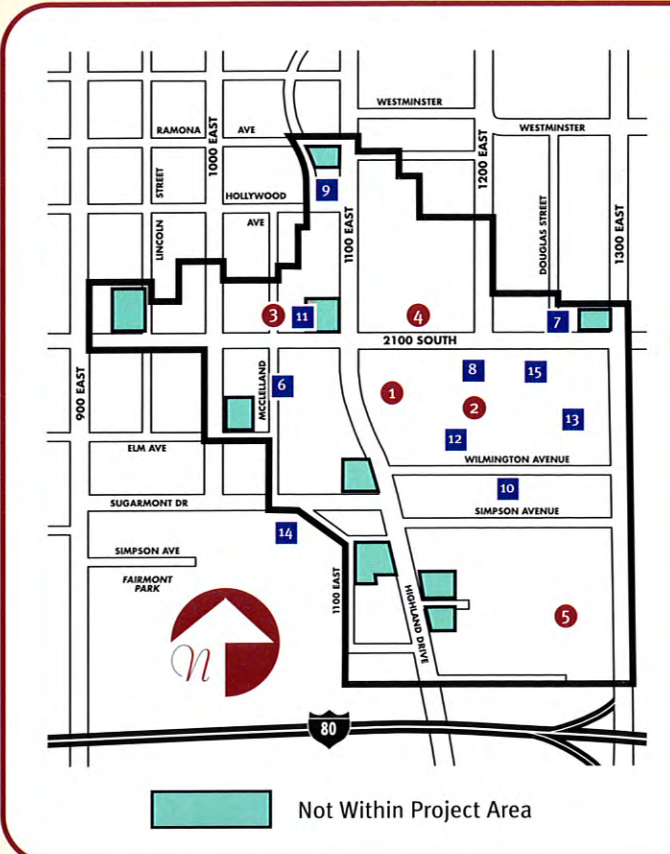 WESTMINSTER
WESTMINSTER
RAMONA AVE
1000 EAST
1200 EAST
STREET
LINCOLN
HOLLYWOOD
AVE
9
1100 EAST
DOUGLAS STREET
1300 EAST
3
11
4
7
2100 SOUTH
900 EAST
MCCLELLAND
6
1
8
15
2
13
12
ELM AVE
WILMINGTON AVENUE
10
SUGARMONT DR
SIMPSON AVENUE
14
SIMPSON AVE
FAIRMONT
PARK
1100 EAST
HIGHLAND DRIVE
5
n
80
Not Within Project Area